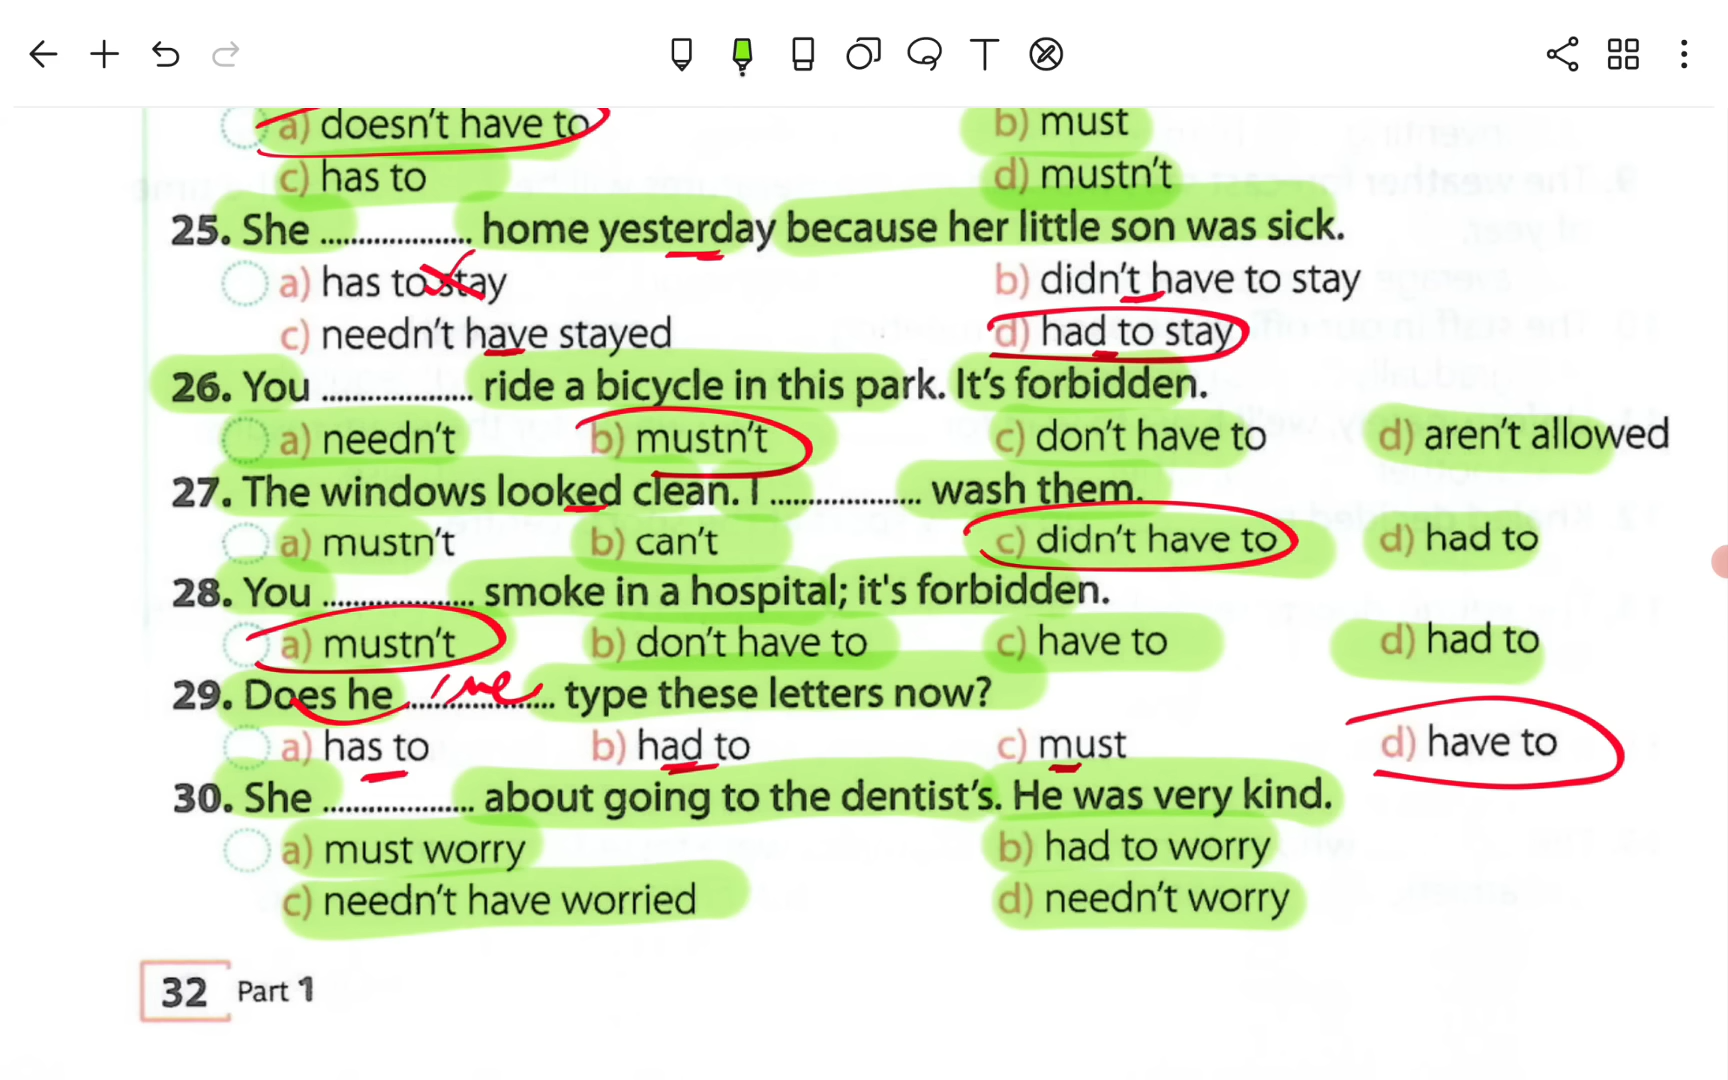 a) doesn't have to b) must
c) has to d) mustn't
25. She .................. home yesterday because her little son was sick.
a) has to stay b) didn't have to stay
c) needn't have stayed d) had to stay
26. You .................. ride a bicycle in this park. It's forbidden.
a) needn't b) mustn't c) don't have to d) aren't allowed
27. The windows looked clean. I .................. wash them.
a) mustn't b) can't c) didn't have to d) had to
28. You .................. smoke in a hospital; it's forbidden.
a) mustn't b) don't have to c) have to d) had to
29. Does he .................. type these letters now?
a) has to b) had to c) must d) have to
30. She .................. about going to the dentist's. He was very kind.
a) must worry b) had to worry
c) needn't have worried d) needn't worry
32 Part 1